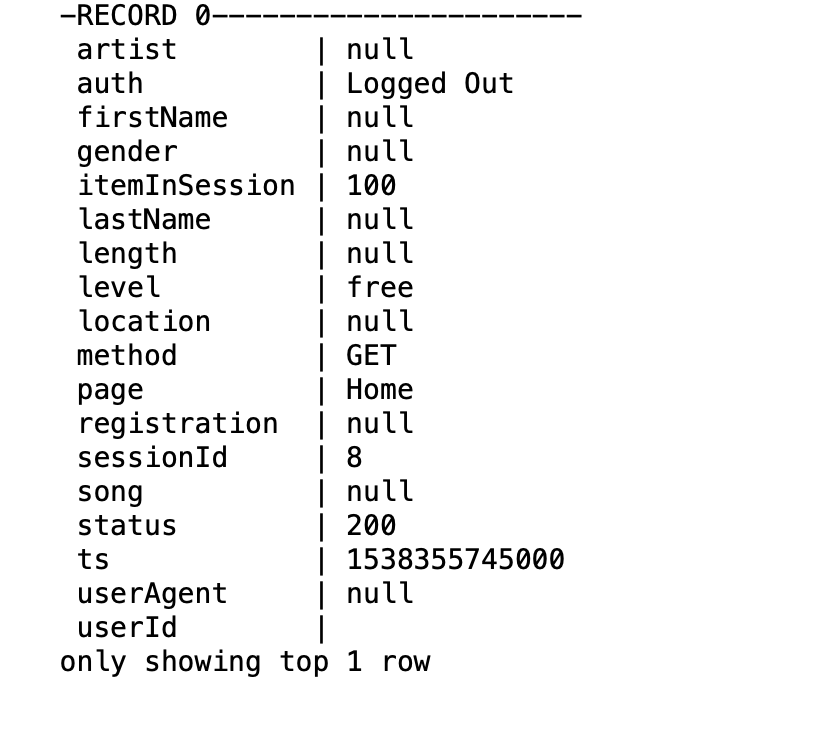 -RECORD 0----------------------
 artist        | null
 auth          | Logged Out
 firstName     | null
 gender        | null
 itemInSession | 100
 lastName      | null
 length        | null
 level         | free
 location      | null
 method        | GET
 page          | Home
 registration  | null
 sessionId     | 8
 song          | null
 status        | 200
 ts            | 1538355745000
 userAgent     | null
 userId        |
only showing top 1 row